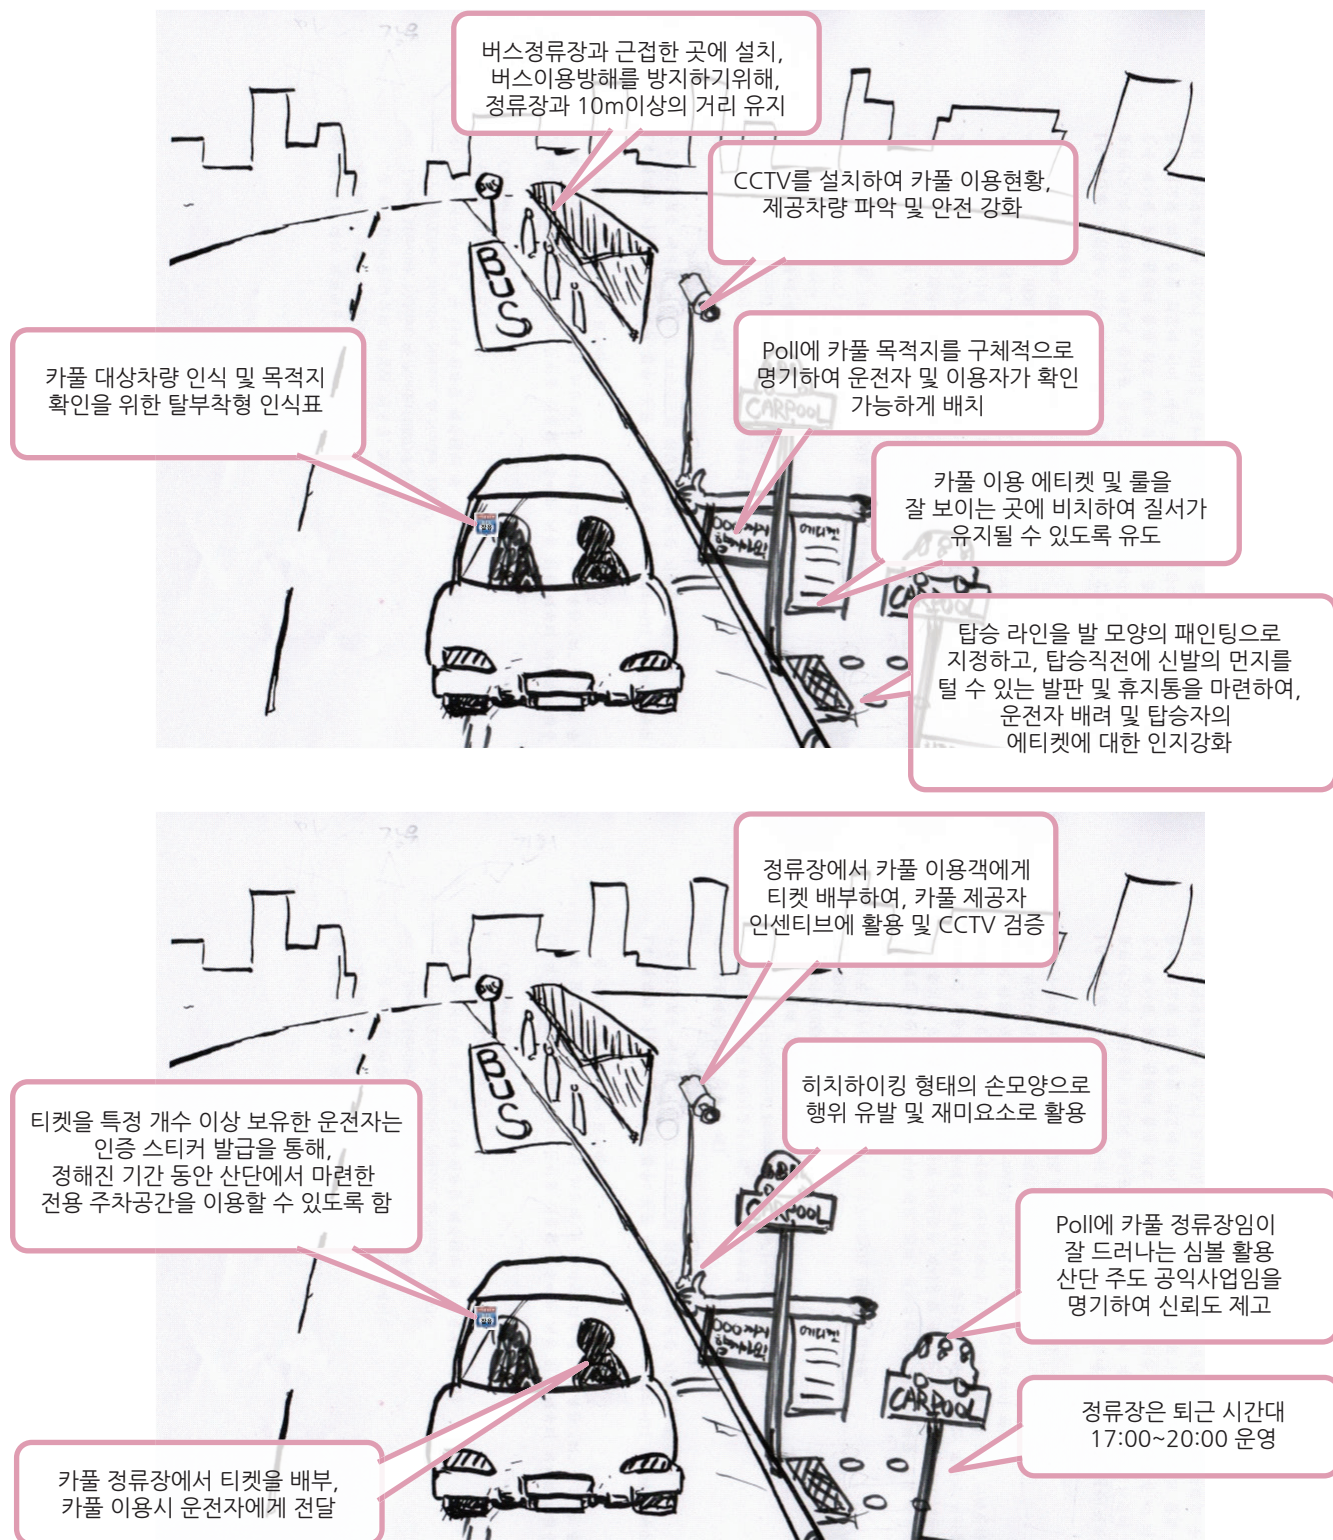 버스정류장과 근접한 곳에 설치,
버스이용방해를 방지하기위해,
정류장과 10m이상의 거리 유지
CCTV를 설치하여 카풀 이용현황,
제공차량 파악 및 안전 강화
BUS
BUS
Poll에 카풀 목적지를 구체적으로
명기하여 운전자 및 이용자가 확인
가능하게 배치
카풀 대상차량 인식 및 목적지
확인을 위한 탈부착형 인식표
CARPOOL
카풀 이용 에티켓 및 룰을
잘 보이는 곳에 비치하여 질서가
유지될 수 있도록 유도
에티켓
탑승 라인을 발 모양의 패인팅으로
지정하고, 탑승직전에 신발의 먼지를
털 수 있는 발판 및 휴지통을 마련하여,
운전자 배려 및 탑승자의
에티켓에 대한 인지강화
정류장에서 카풀 이용객에게
티켓 배부하여, 카풀 제공자
인센티브에 활용 및 CCTV 검증
BUS
BUS
히치하이킹 형태의 손모양으로
행위 유발 및 재미요소로 활용
티켓을 특정 개수 이상 보유한 운전자는
인증 스티커 발급을 통해,
정해진 기간 동안 산단에서 마련한
전용 주차공간을 이용할 수 있도록 함
CARPOOL
Poll에 카풀 정류장임이
잘 드러나는 심볼 활용
산단 주도 공익사업임을
명기하여 신뢰도 제고
에티켓
CARPOOL
정류장은 퇴근 시간대
17:00~20:00 운영
카풀 정류장에서 티켓을 배부,
카풀 이용시 운전자에게 전달